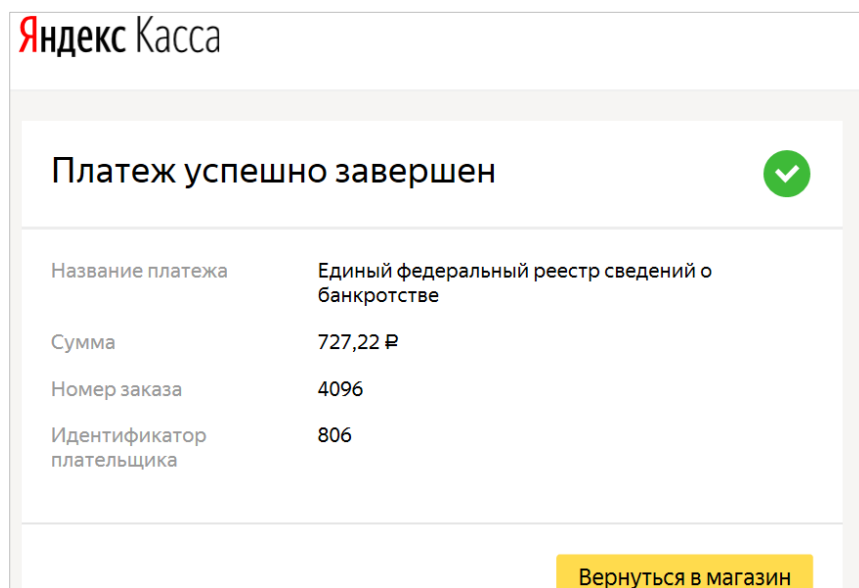 Яндекс Касса
Платеж успешно завершен
Название платежа
Единый федеральный реестр сведений о
банкротстве
Сумма
727,22 ₽
Номер заказа
4096
Идентификатор
плательщика
806
Вернуться в магазин